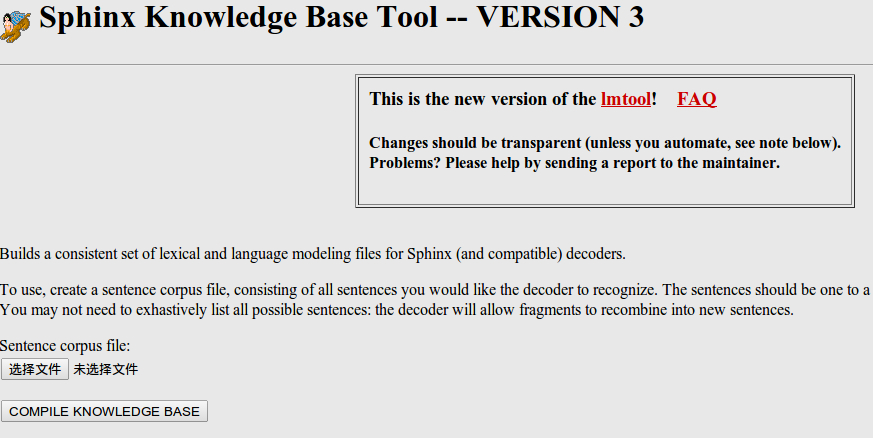 Sphinx Knowledge Base Tool -- VERSION 3
This is the new version of the lmtool! FAQ
Changes should be transparent (unless you automate, see note below).
Problems? Please help by sending a report to the maintainer.
Builds a consistent set of lexical and language modeling files for Sphinx (and compatible) decoders.
To use, create a sentence corpus file, consisting of all sentences you would like the decoder to recognize. The sentences should be one to a
You may not need to exhastively list all possible sentences: the decoder will allow fragments to recombine into new sentences.
Sentence corpus file:
选择文件 未选择文件
COMPILE KNOWLEDGE BASE